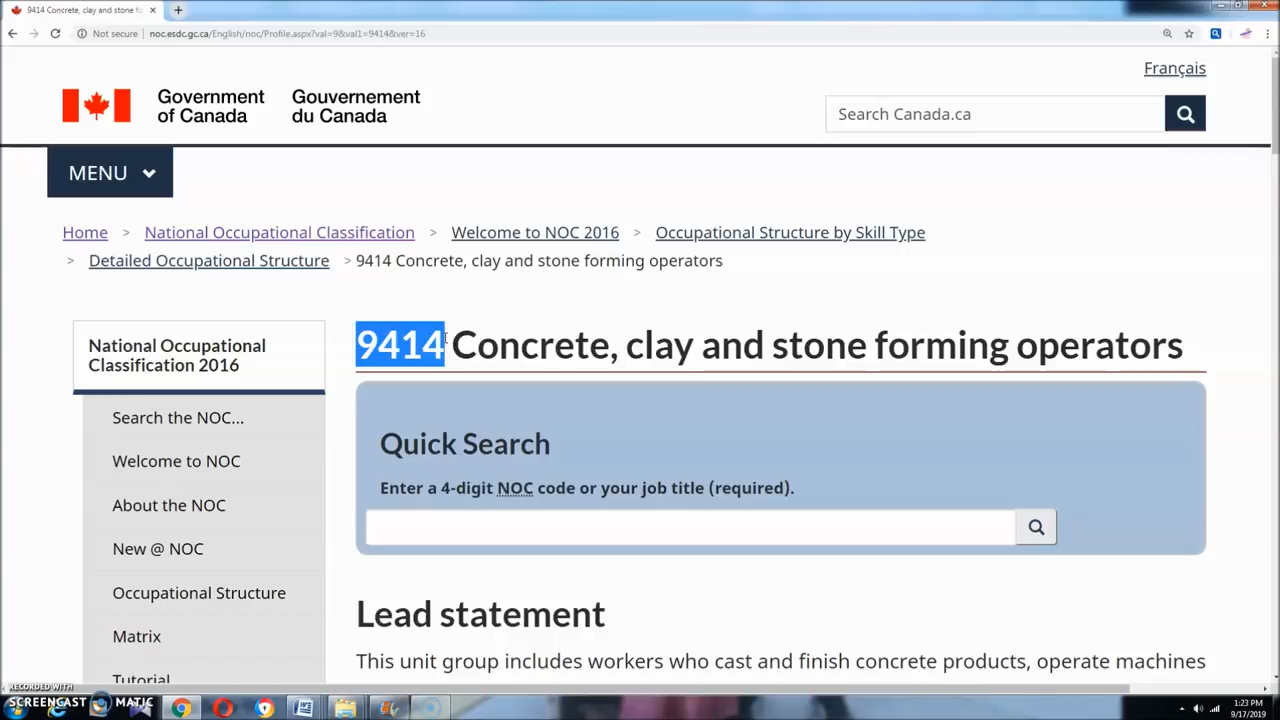 9414 Concrete, clay and stone f
Not secure
noc.esdc.gc.ca/English/noc/Profile.aspx?val=9&val1=9414&ver=16
Français
Government of Canada
Gouvernement du Canada
Search Canada.ca
MENU
Home > National Occupational Classification > Welcome to NOC 2016 > Occupational Structure by Skill Type
> Detailed Occupational Structure > 9414 Concrete, clay and stone forming operators
National Occupational
Classification 2016
Search the NOC...
Welcome to NOC
About the NOC
New @ NOC
Occupational Structure
Matrix
Tutorial
9414 Concrete, clay and stone forming operators
Quick Search
Enter a 4-digit NOC code or your job title (required).
Lead statement
This unit group includes workers who cast and finish concrete products, operate machines
RECORDED WITH
SCREENCAST MATIC
1:23 PM
9/17/2019